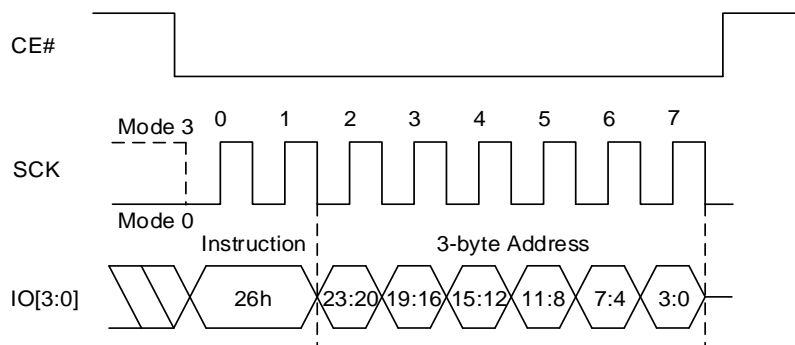 CE#
Mode 3
0 1 2 3 4 5 6 7
SCK
Mode 0
Instruction 3-byte Address
IO[3:0] 26h 23:20 19:16 15:12 11:8 7:4 3:0